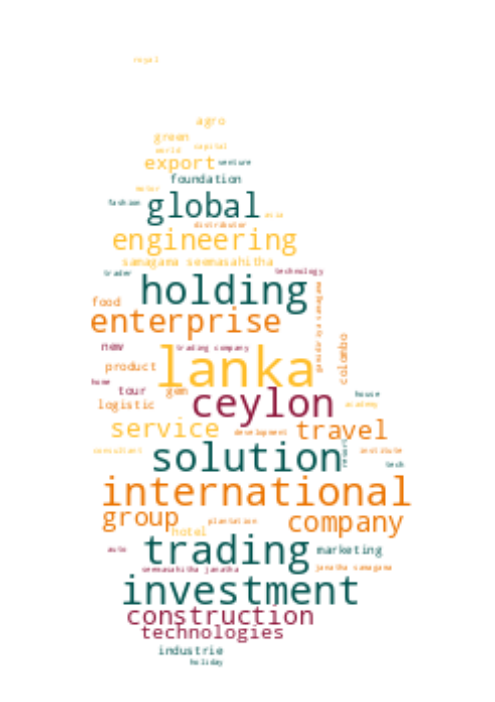 royal
agro
green
world capital
export venture
foundation
motor
fashion global asia
distributor
engineering
samagama seemasahitha
trader technology
holding
food
enterprise
colombo
new trading company
product lanka
home
tour gem ceylon house
logistic academy
service development travel
consultant institute
solution resort tech
international
group plantation company
hotel
auto trading marketing
seemasahitha janatha janatha samagama
investment
construction
technologies
industrie
holiday